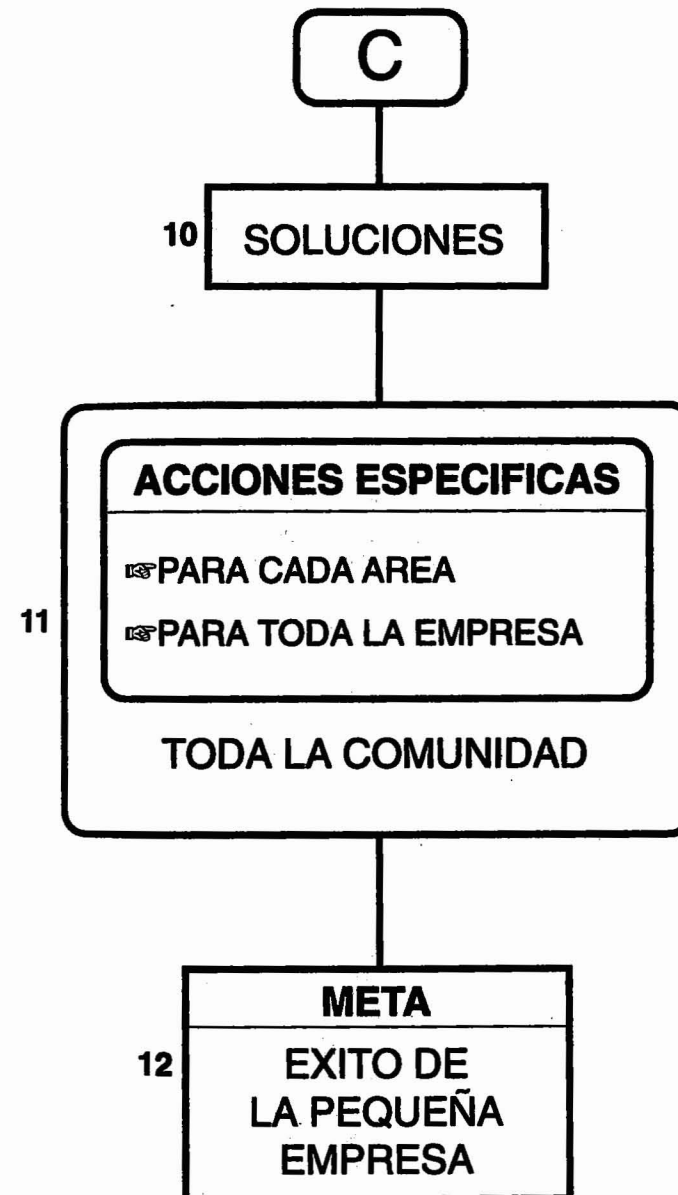 C
10 SOLUCIONES
ACCIONES ESPECIFICAS
☞PARA CADA AREA
11 ☞PARA TODA LA EMPRESA
TODA LA COMUNIDAD
META
12 EXITO DE
LA PEQUEÑA
EMPRESA